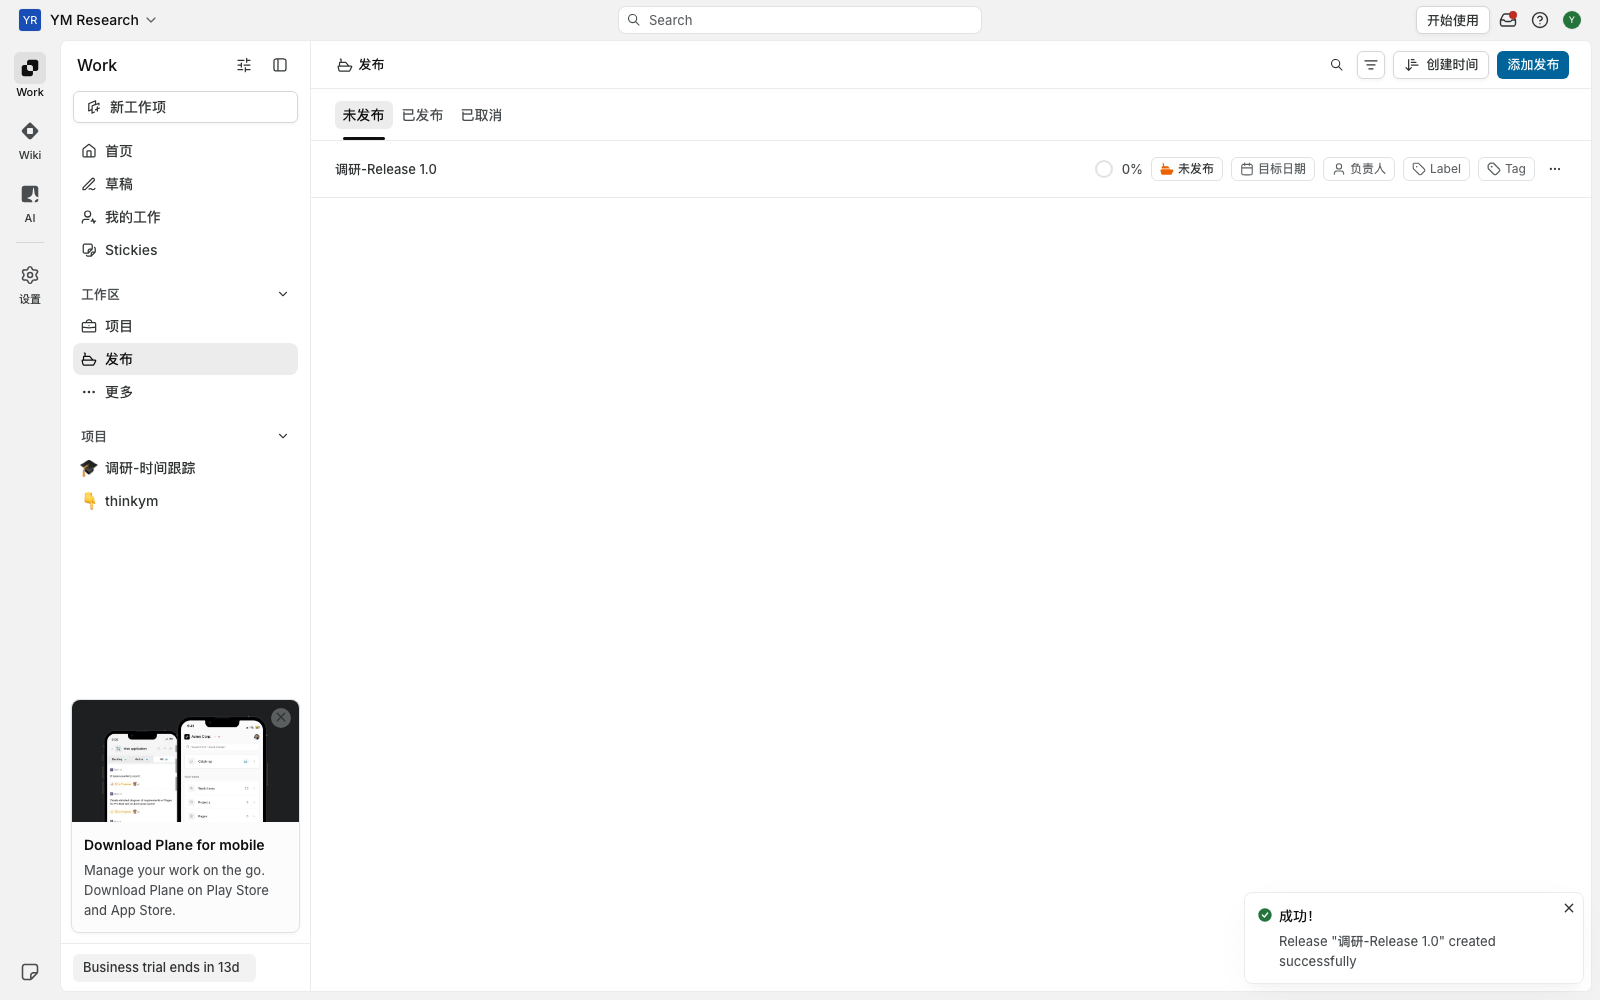 YR YM Research
Search
开始使用
Y
Work
Wiki
AI
设置
Work
新工作项
首页
草稿
我的工作
Stickies
工作区
项目
发布
更多
项目
调研-时间跟踪
thinkym
Download Plane for mobile
Manage your work on the go.
Download Plane on Play Store
and App Store.
Business trial ends in 13d
发布
创建时间
添加发布
未发布 已发布 已取消
调研-Release 1.0
0% 未发布 目标日期 负责人 Label Tag
成功!
Release "调研-Release 1.0" created
successfully